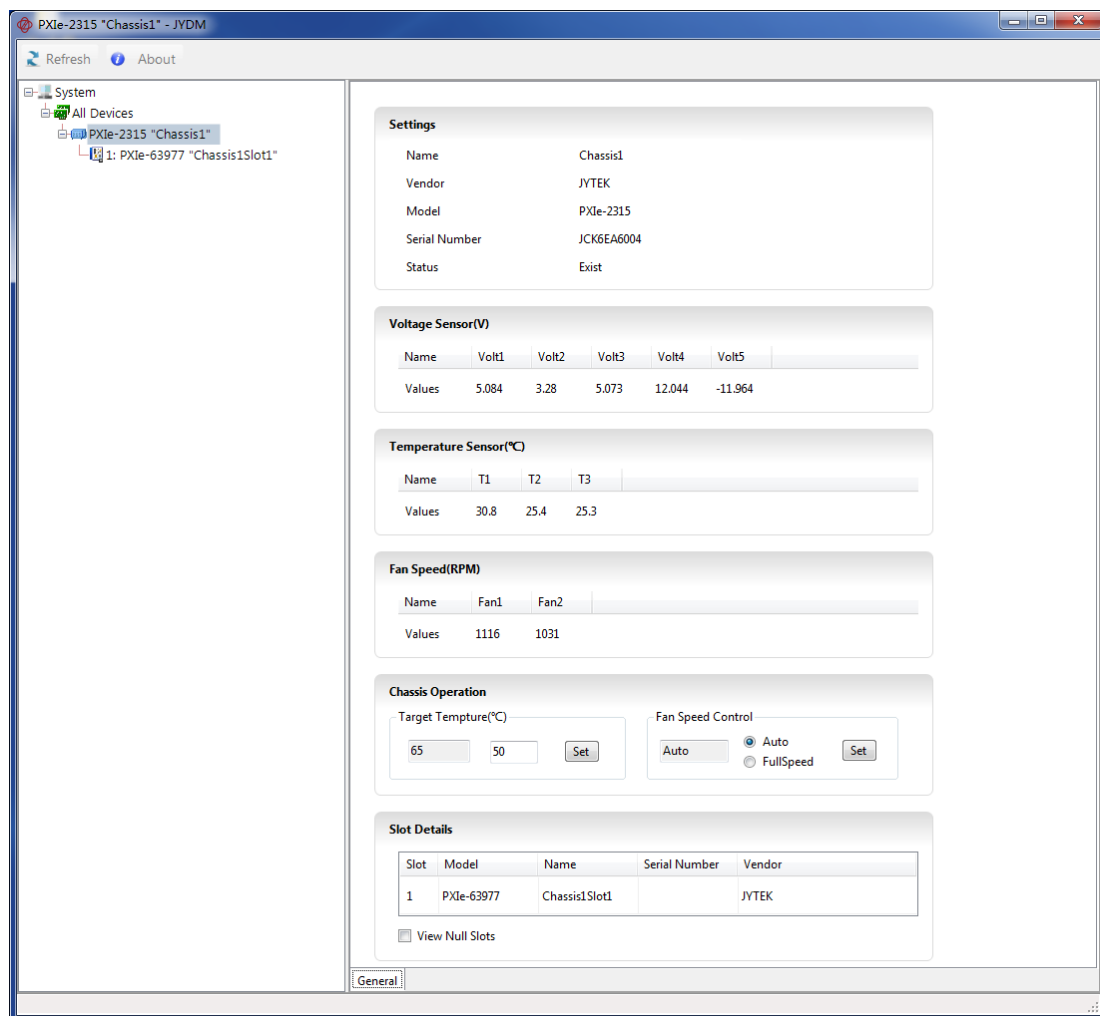 PXIe-2315 "Chassis1" - JYDM
Refresh About
System
All Devices
PXIe-2315 "Chassis1"
1: PXIe-63977 "Chassis1Slot1"
Settings
Name Chassis1
Vendor JYTEK
Model PXIe-2315
Serial Number JCK6EA6004
Status Exist
Voltage Sensor(V)
Name Volt1 Volt2 Volt3 Volt4 Volt5
Values 5.084 3.28 5.073 12.044 -11.964
Temperature Sensor(℃)
Name T1 T2 T3
Values 30.8 25.4 25.3
Fan Speed(RPM)
Name Fan1 Fan2
Values 1116 1031
Chassis Operation
Target Tempture(℃) Fan Speed Control
65 50 Set Auto Auto Set
FullSpeed
Slot Details
Slot Model Name Serial Number Vendor
1 PXIe-63977 Chassis1Slot1 JYTEK
View Null Slots
General